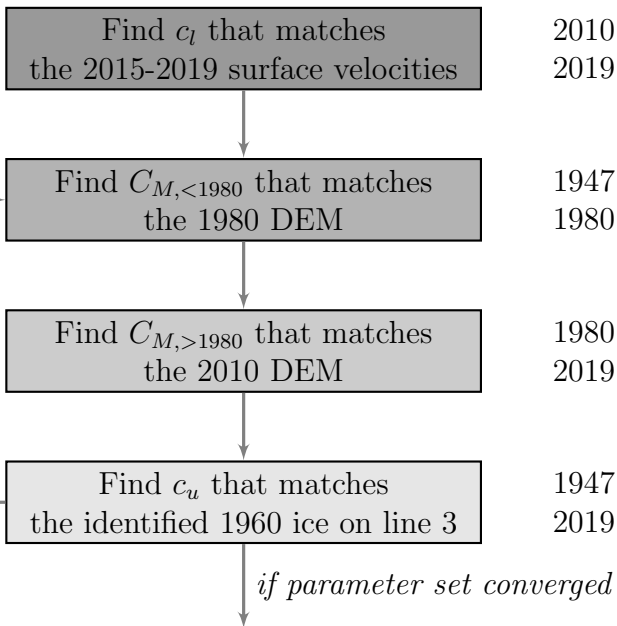 Find c_l that matches 2010
the 2015-2019 surface velocities 2019
Find C_{M,<1980} that matches 1947
the 1980 DEM 1980
Find C_{M,>1980} that matches 1980
the 2010 DEM 2019
Find c_u that matches 1947
the identified 1960 ice on line 3 2019
if parameter set converged